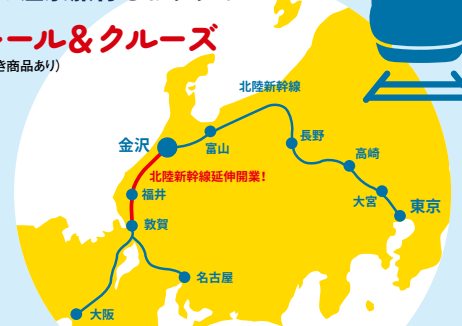 ール&クルーズ
き商品あり)
北陸新幹線
金沢
富山
長野
高崎
北陸新幹線延伸開業!
福井
大宮
東京
敦賀
名古屋
大阪